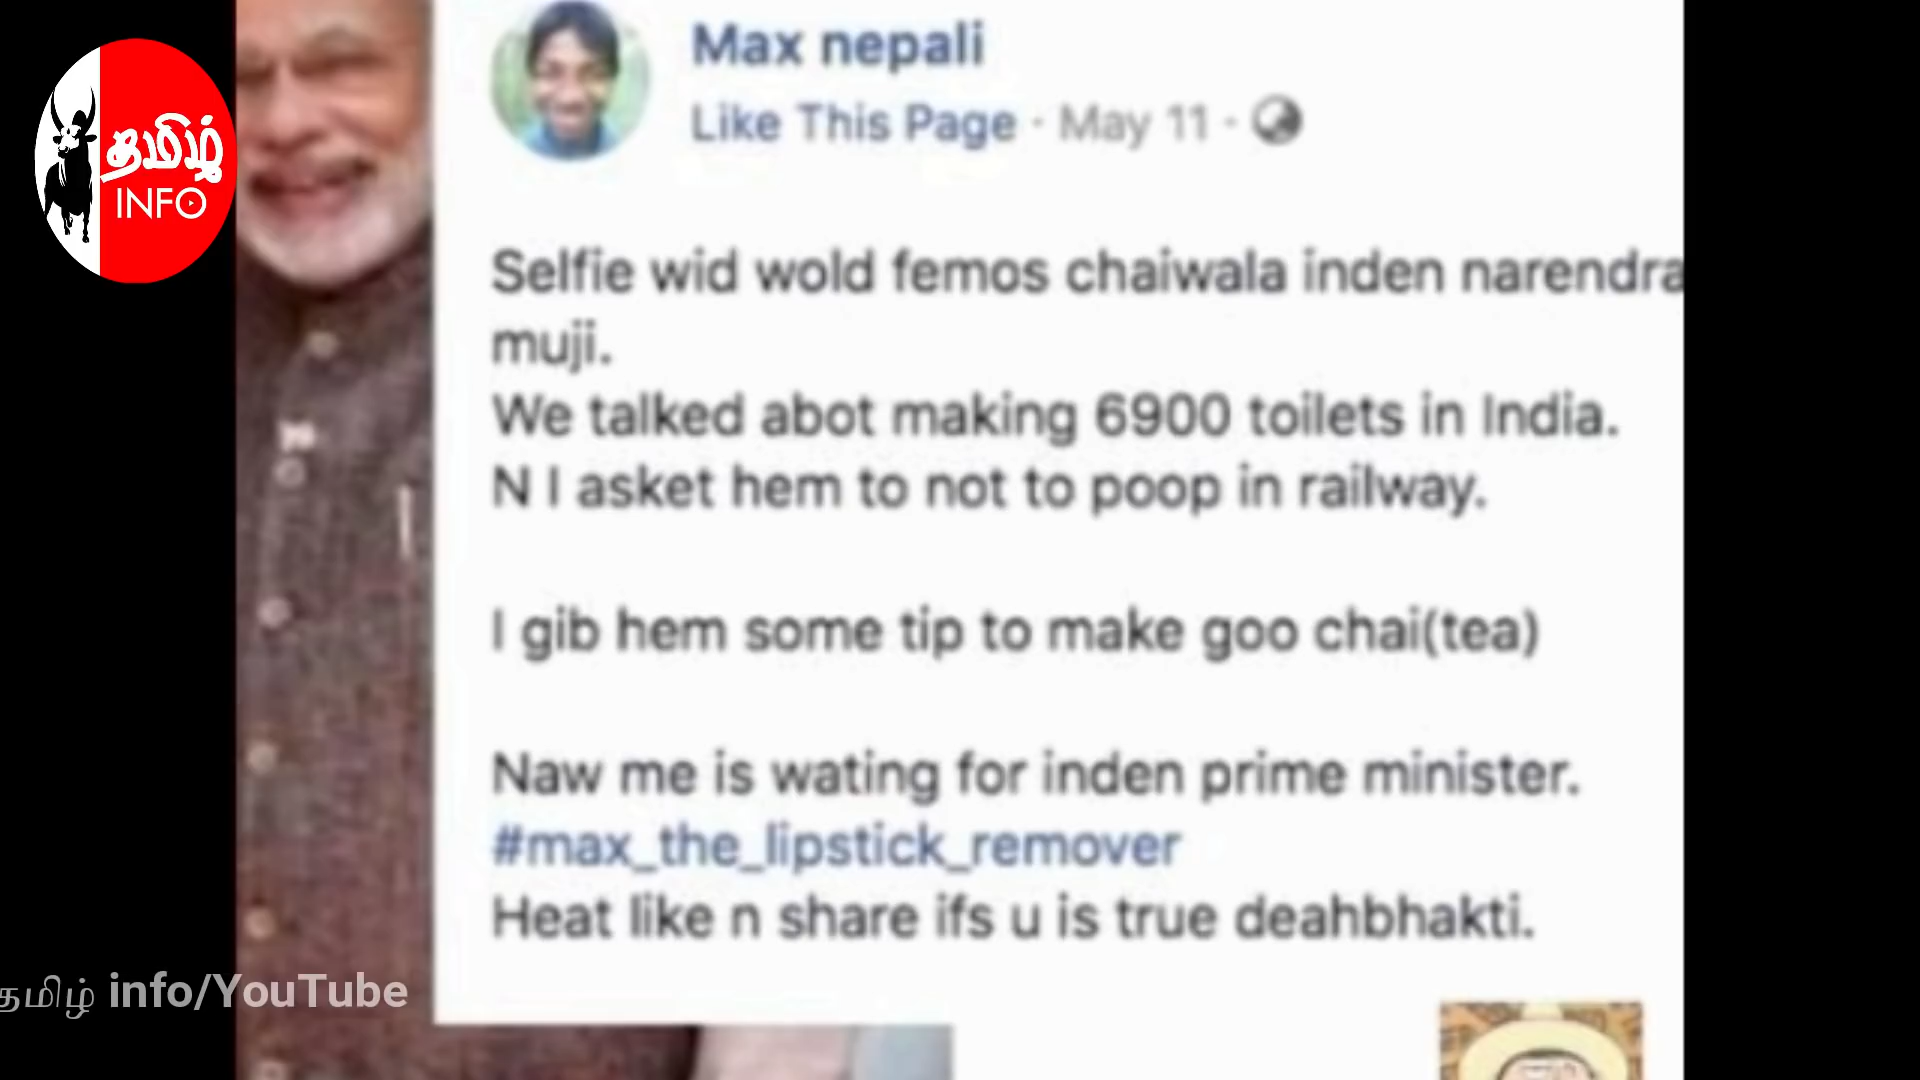 தமிழ்
INFO
Max nepali
Like This Page · May 11 ·
Selfie wid wold femos chaiwala inden narendra
muji.
We talked abot making 6900 toilets in India.
N I asket hem to not to poop in railway.
I gib hem some tip to make goo chai(tea)
Naw me is wating for inden prime minister.
#max_the_lipstick_remover
Heat like n share ifs u is true deahbhakti.
தமிழ் info/YouTube